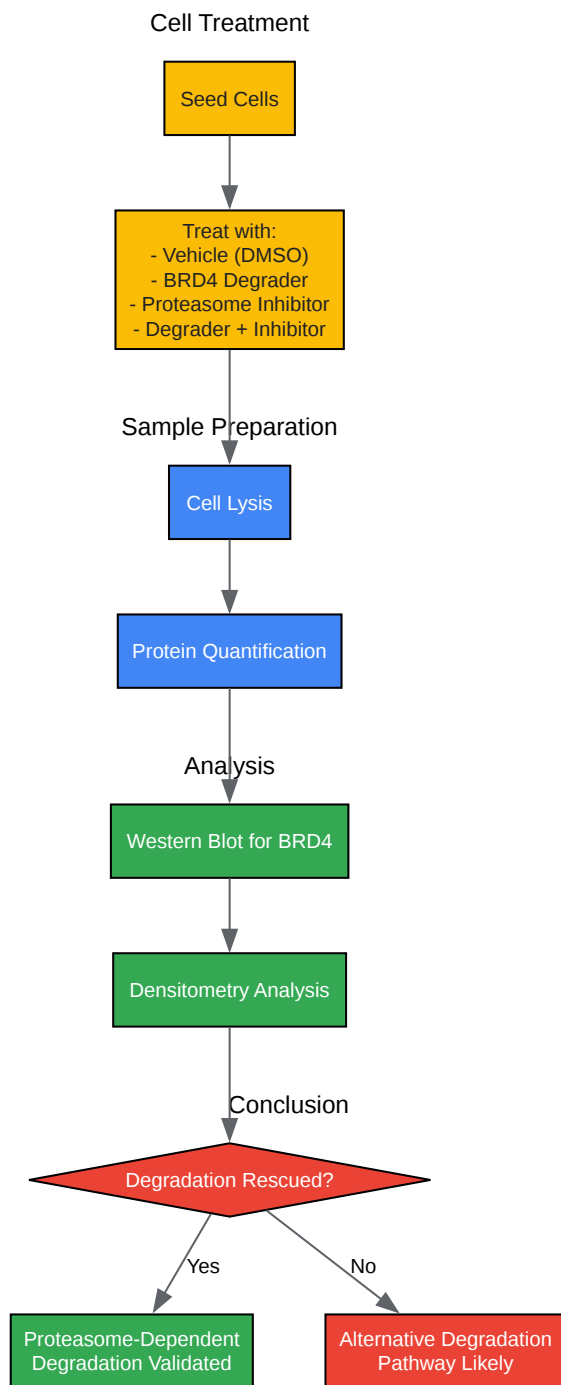 Cell Treatment
Seed Cells
Treat with:
- Vehicle (DMSO)
- BRD4 Degrader
- Proteasome Inhibitor
- Degrader + Inhibitor
Sample Preparation
Cell Lysis
Protein Quantification
Analysis
Western Blot for BRD4
Densitometry Analysis
Conclusion
Degradation Rescued?
Yes
No
Proteasome-Dependent
Degradation Validated
Alternative Degradation
Pathway Likely